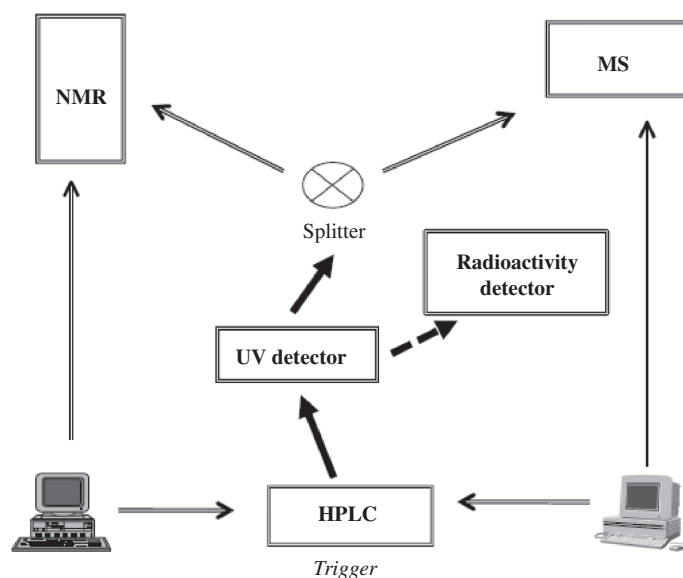 NMR
MS
Splitter
Radioactivity
detector
UV detector
HPLC
Trigger